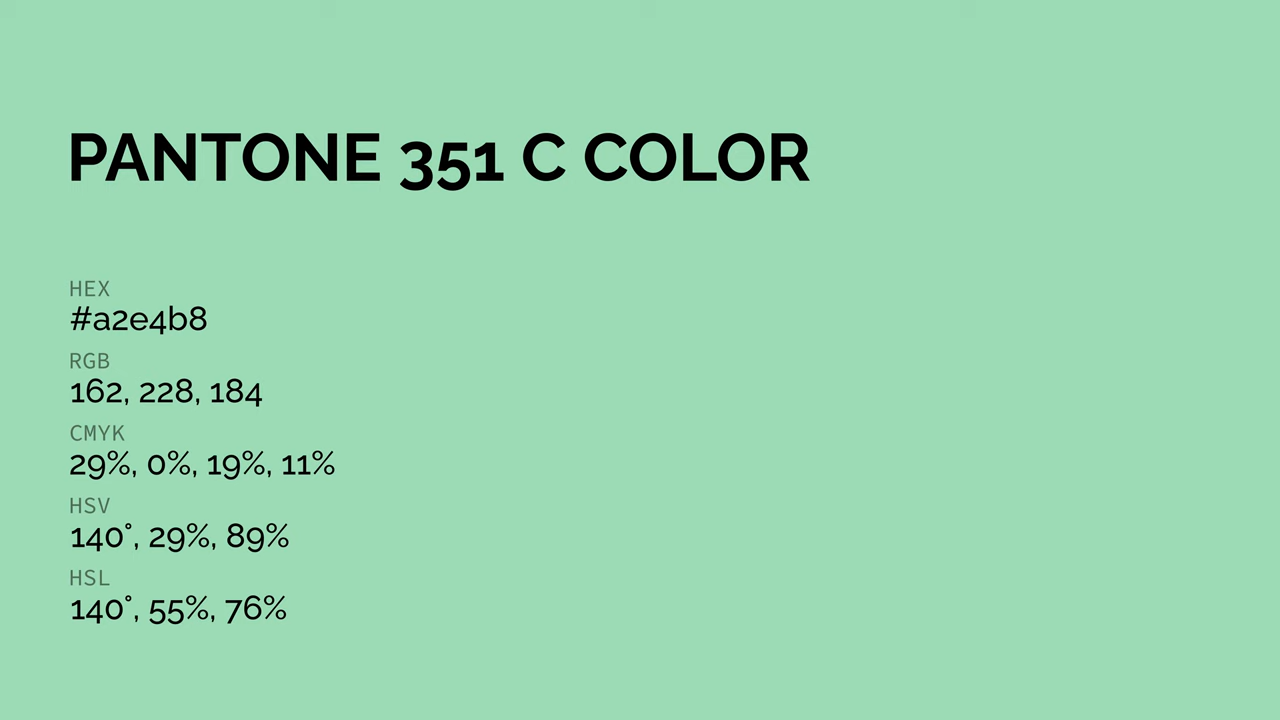 PANTONE 351 C COLOR
HEX
#a2e4b8
RGB
162, 228, 184
CMYK
29%, 0%, 19%, 11%
HSV
140°, 29%, 89%
HSL
140°, 55%, 76%